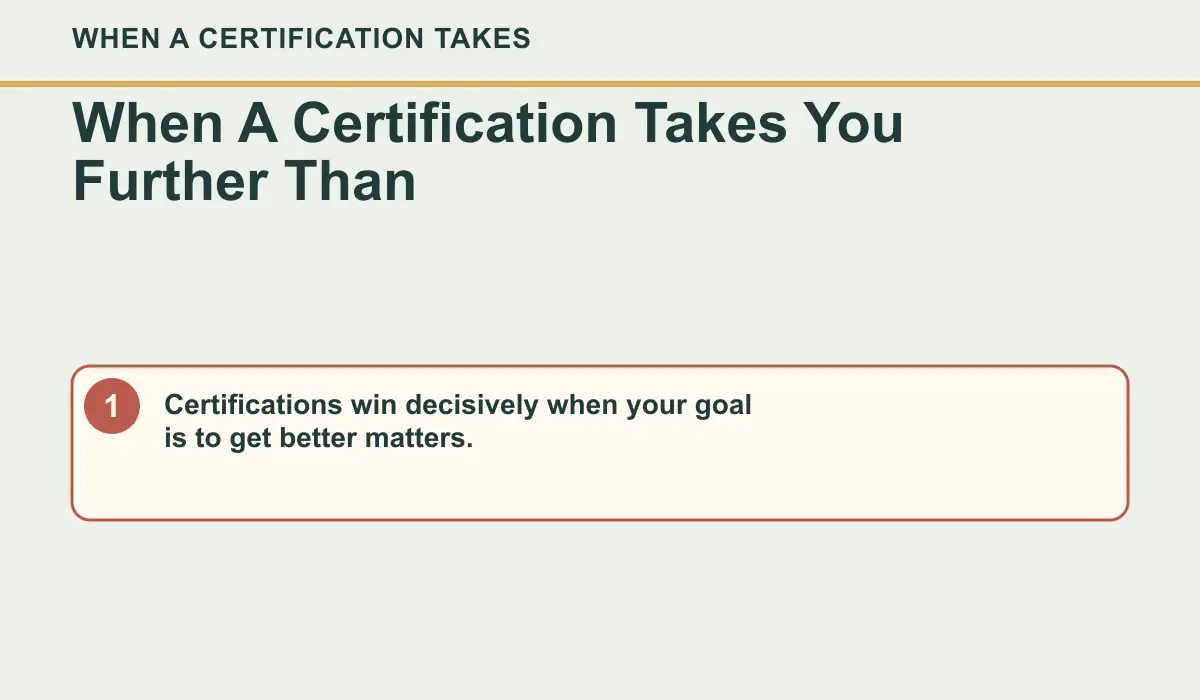 WHEN A CERTIFICATION TAKES
When A Certification Takes You
Further Than
1
Certifications win decisively when your goal
is to get better matters.